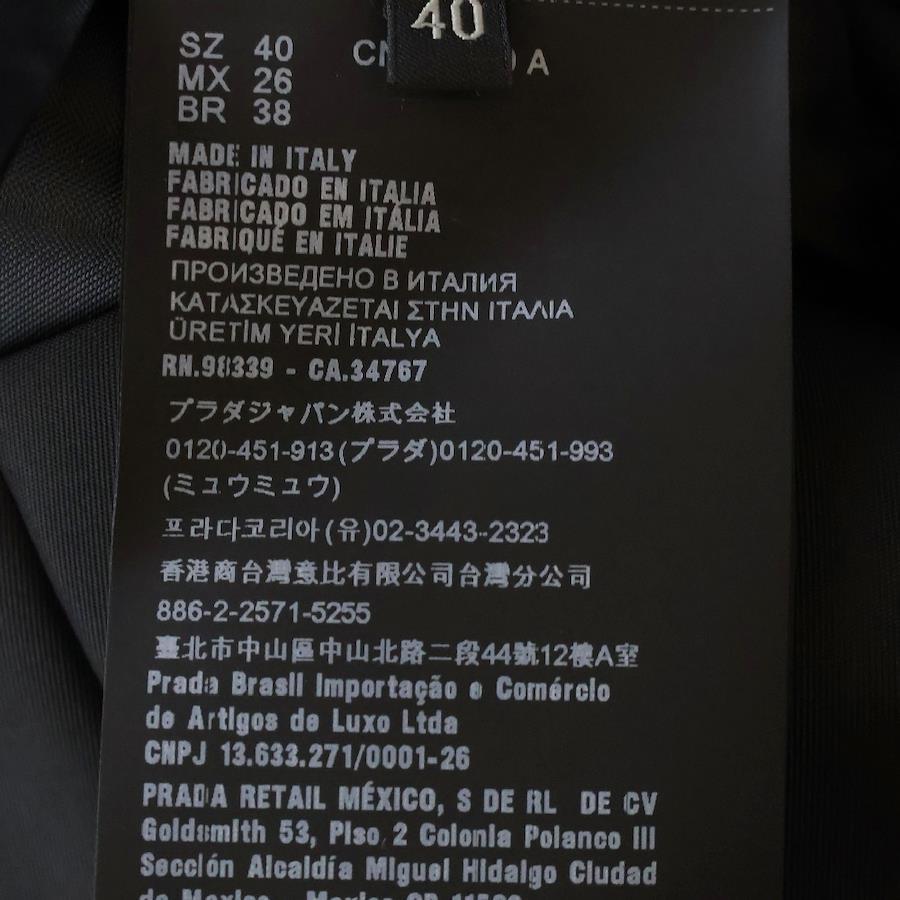 40
SZ 40
MX 26
BR 38
CN A
MADE IN ITALY
FABRICADO EN ITALIA
FABRICADO EM ITÁLIA
FABRIQUÉ EN ITALIE
ПРОИЗВЕДЕНО В ИТАЛИЯ
ΚΑΤΑΣΚΕΥΑΖΕΤΑΙ ΣΤΗΝ ΙΤΑΛΙΑ
ÜRETİM YERİ İTALYA
RN.98339 - CA.34767
プラダジャパン株式会社
0120-451-913(プラダ)0120-451-993
(ミュウミュウ)
프라다코리아(유)02-3443-2323
香港商台灣意比有限公司台灣分公司
886-2-2571-5255
臺北市中山區中山北路二段44號12樓A室
Prada Brasil Importação e Comércio
de Artigos de Luxo Ltda
CNPJ 13.633.271/0001-26
PRADA RETAIL MÉXICO, S DE RL DE CV
Goldsmith 53, Piso 2 Colonia Polanco III
Sección Alcaldía Miguel Hidalgo Ciudad
de Mexico - Mexico CP